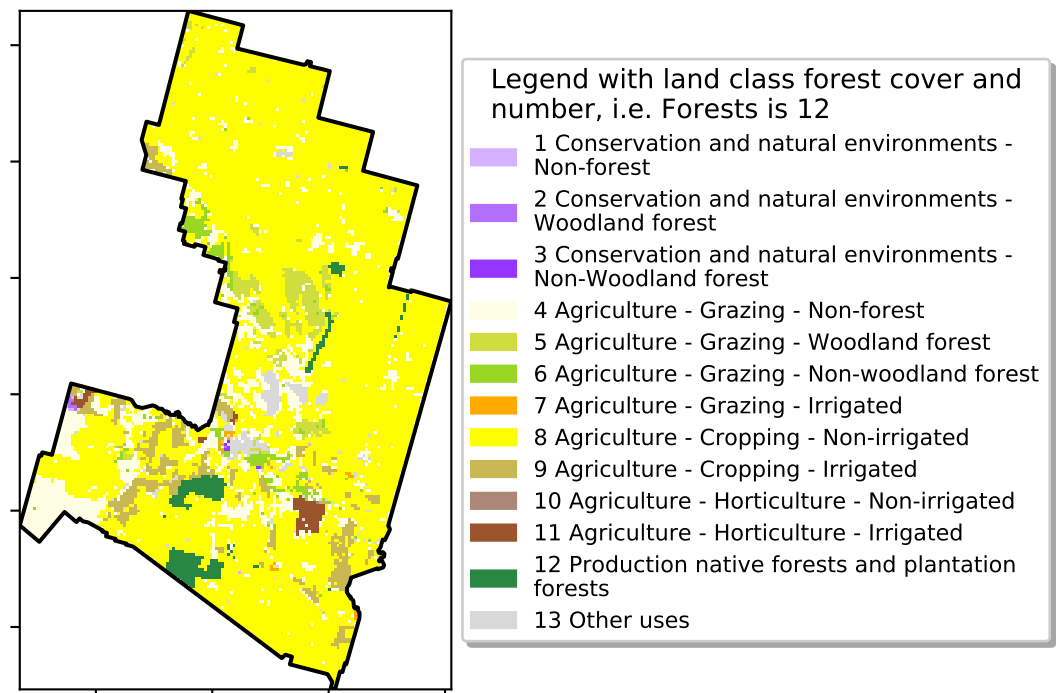 Legend with land class forest cover and
number, i.e. Forests is 12
1 Conservation and natural environments -
Non-forest
2 Conservation and natural environments -
Woodland forest
3 Conservation and natural environments -
Non-Woodland forest
4 Agriculture - Grazing - Non-forest
5 Agriculture - Grazing - Woodland forest
6 Agriculture - Grazing - Non-woodland forest
7 Agriculture - Grazing - Irrigated
8 Agriculture - Cropping - Non-irrigated
9 Agriculture - Cropping - Irrigated
10 Agriculture - Horticulture - Non-irrigated
11 Agriculture - Horticulture - Irrigated
12 Production native forests and plantation
forests
13 Other uses